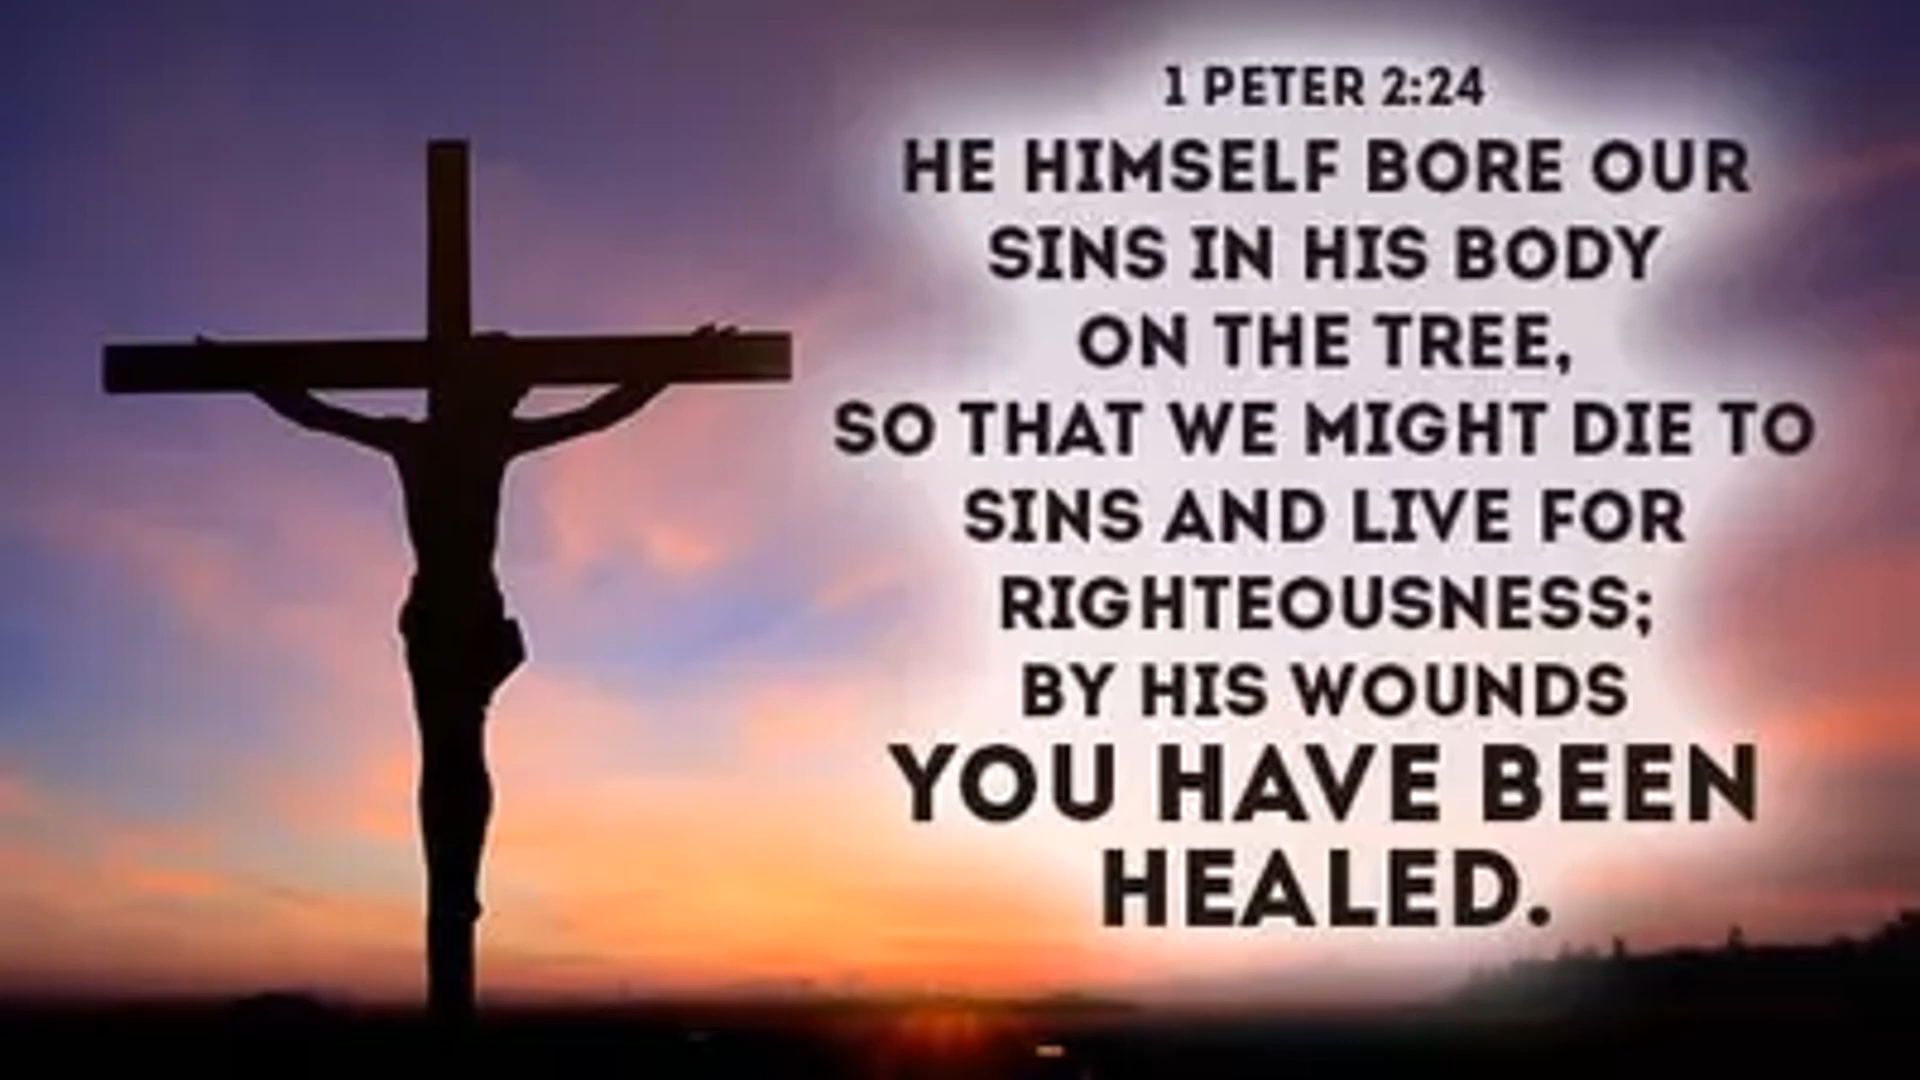 1 PETER 2:24
HE HIMSELF BORE OUR
SINS IN HIS BODY
ON THE TREE,
SO THAT WE MIGHT DIE TO
SINS AND LIVE FOR
RIGHTEOUSNESS;
BY HIS WOUNDS
YOU HAVE BEEN
HEALED.